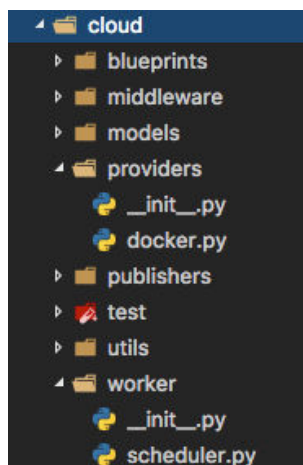 cloud
blueprints
middleware
models
providers
__init__.py
docker.py
publishers
test
utils
worker
__init__.py
scheduler.py